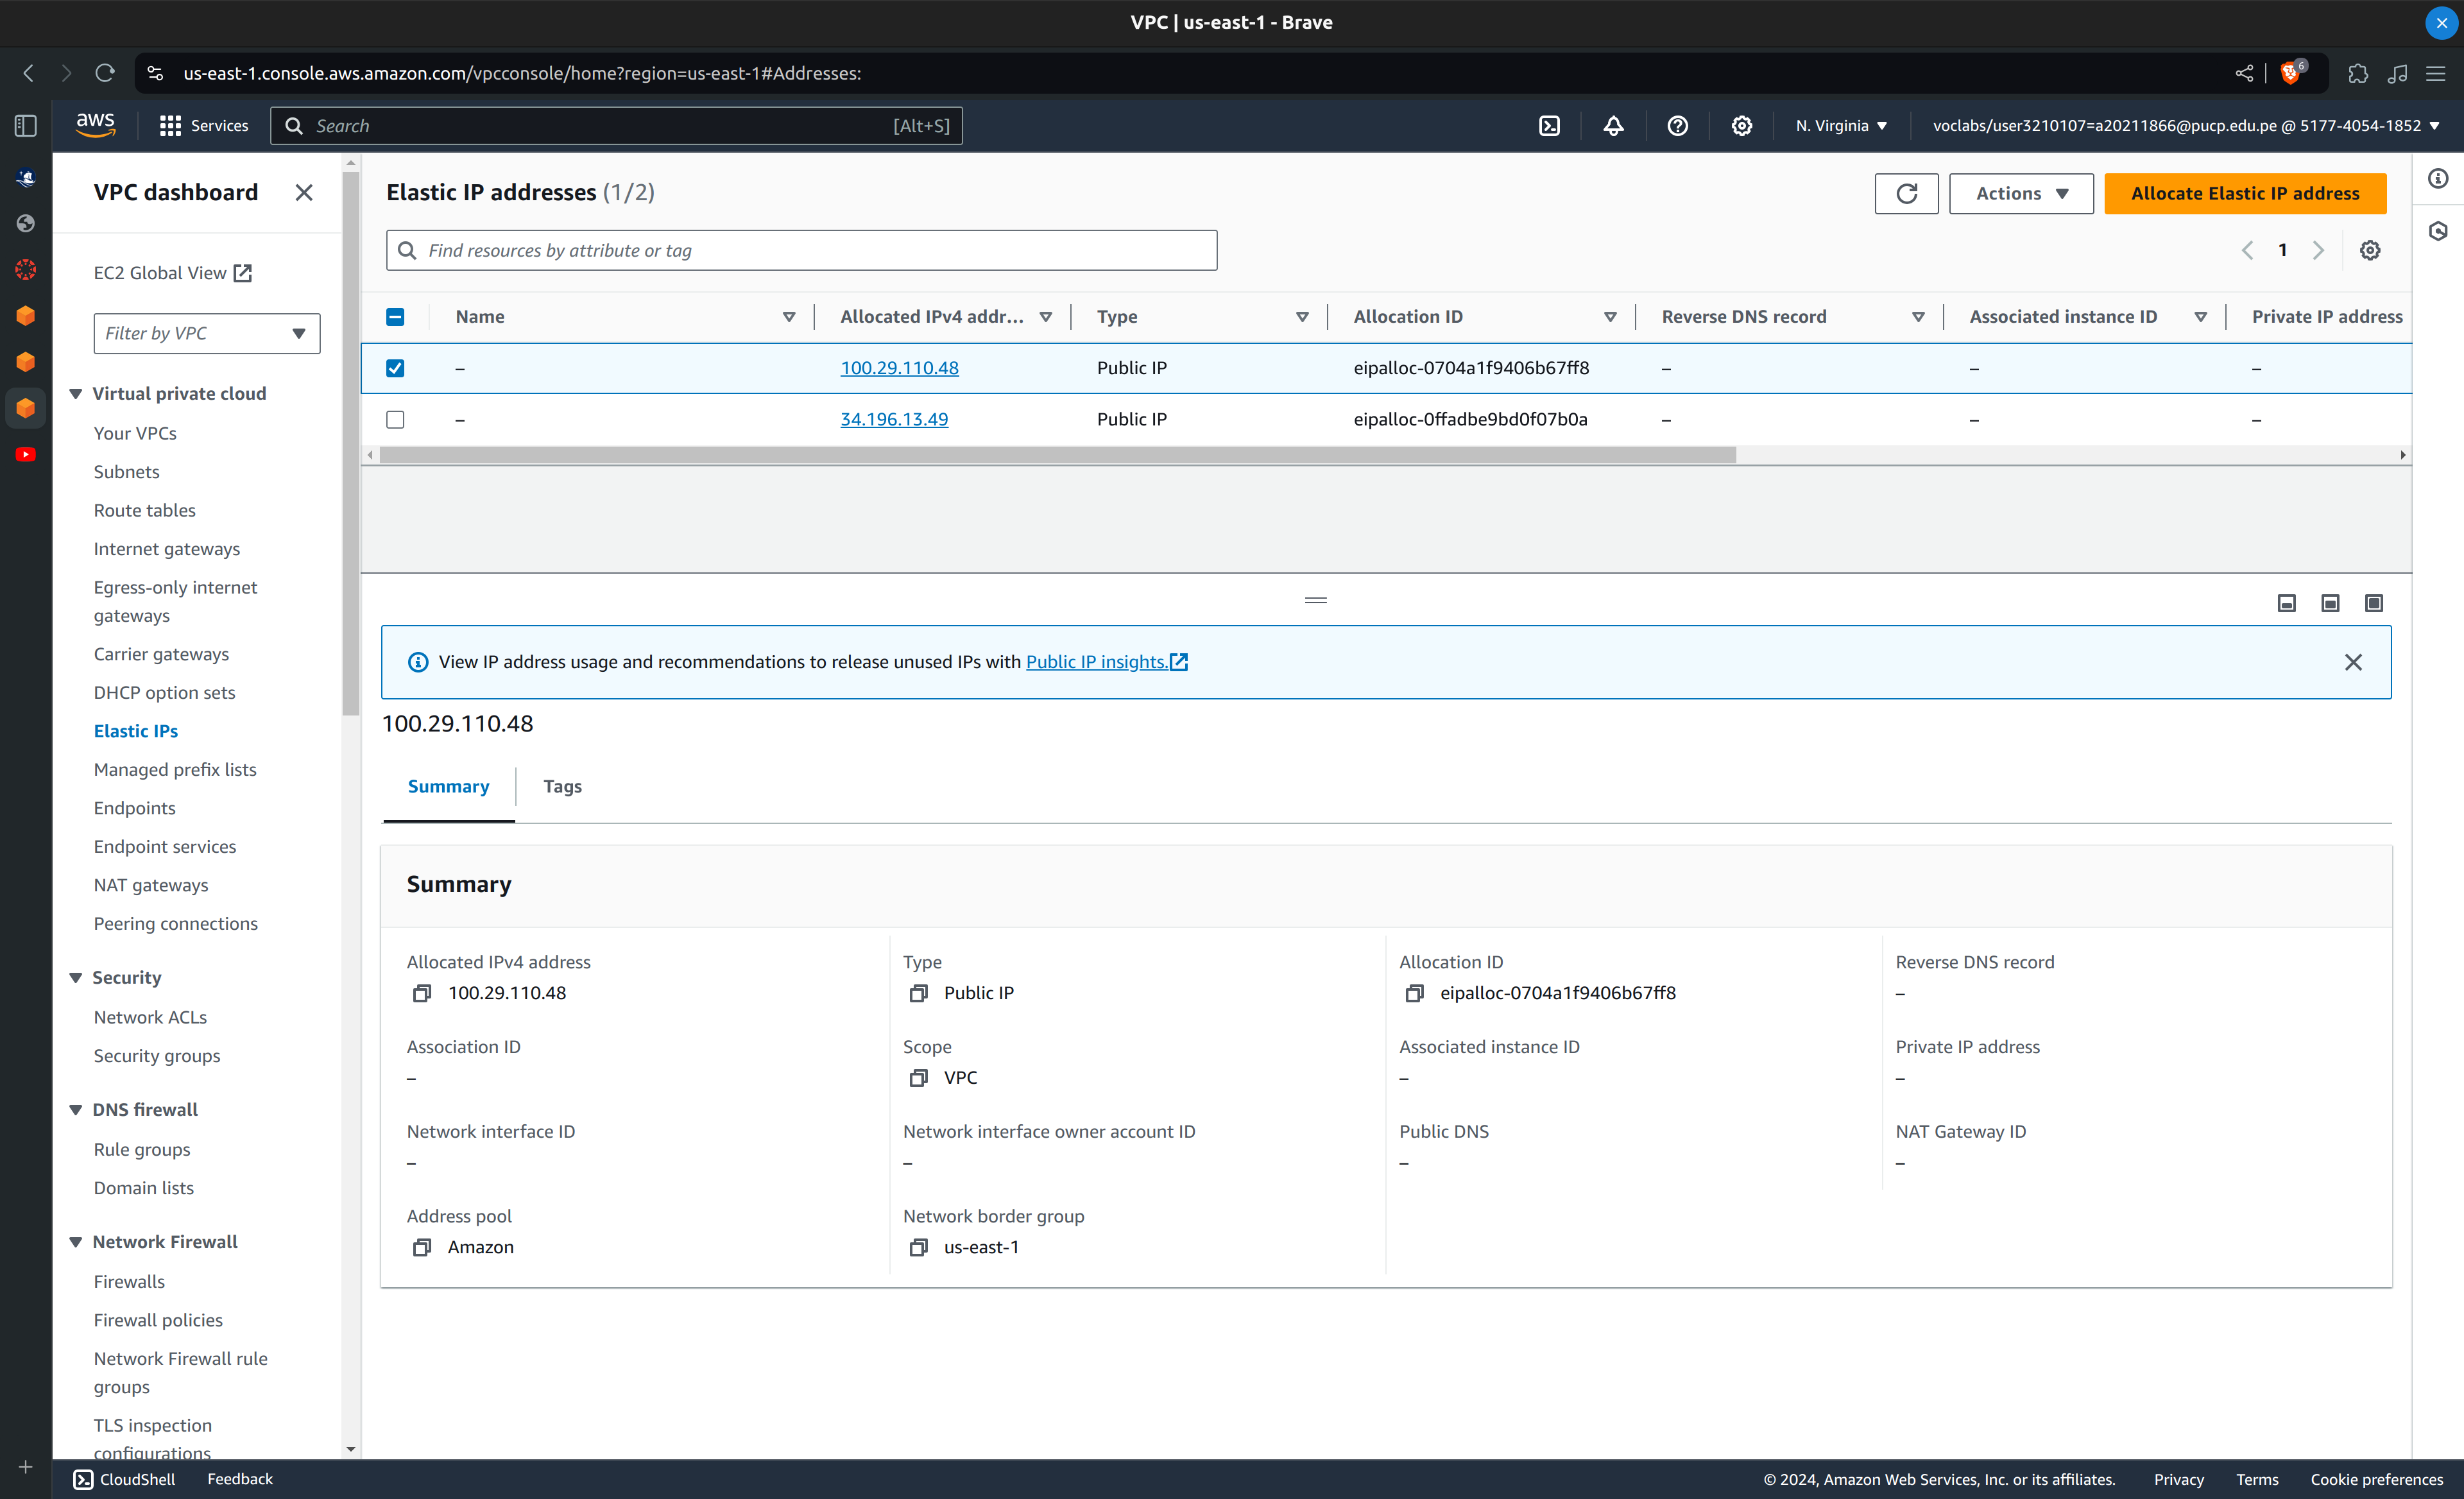 VPC | us-east-1 - Brave
us-east-1.console.aws.amazon.com/vpcconsole/home?region=us-east-1#Addresses:
6
aws
Services
Search
[Alt+S]
N. Virginia
voclabs/user3210107=a20211866@pucp.edu.pe @ 5177-4054-1852
VPC dashboard
EC2 Global View
Filter by VPC
Virtual private cloud
Your VPCs
Subnets
Route tables
Internet gateways
Egress-only internet
gateways
Carrier gateways
DHCP option sets
Elastic IPs
Managed prefix lists
Endpoints
Endpoint services
NAT gateways
Peering connections
Security
Network ACLs
Security groups
DNS firewall
Rule groups
Domain lists
Network Firewall
Firewalls
Firewall policies
Network Firewall rule
groups
TLS inspection
configurations
Elastic IP addresses (1/2)
Actions
Allocate Elastic IP address
Find resources by attribute or tag
1
Name Allocated IPv4 addr... Type Allocation ID Reverse DNS record Associated instance ID Private IP address
– 100.29.110.48 Public IP eipalloc-0704a1f9406b67ff8 – – –
– 34.196.13.49 Public IP eipalloc-0ffadbe9bd0f07b0a – – –
View IP address usage and recommendations to release unused IPs with Public IP insights.
100.29.110.48
Summary Tags
Summary
Allocated IPv4 address Type Allocation ID Reverse DNS record
100.29.110.48 Public IP eipalloc-0704a1f9406b67ff8 –
Association ID Scope Associated instance ID Private IP address
– VPC – –
Network interface ID Network interface owner account ID Public DNS NAT Gateway ID
– – – –
Address pool Network border group
Amazon us-east-1
CloudShell Feedback © 2024, Amazon Web Services, Inc. or its affiliates. Privacy Terms Cookie preferences